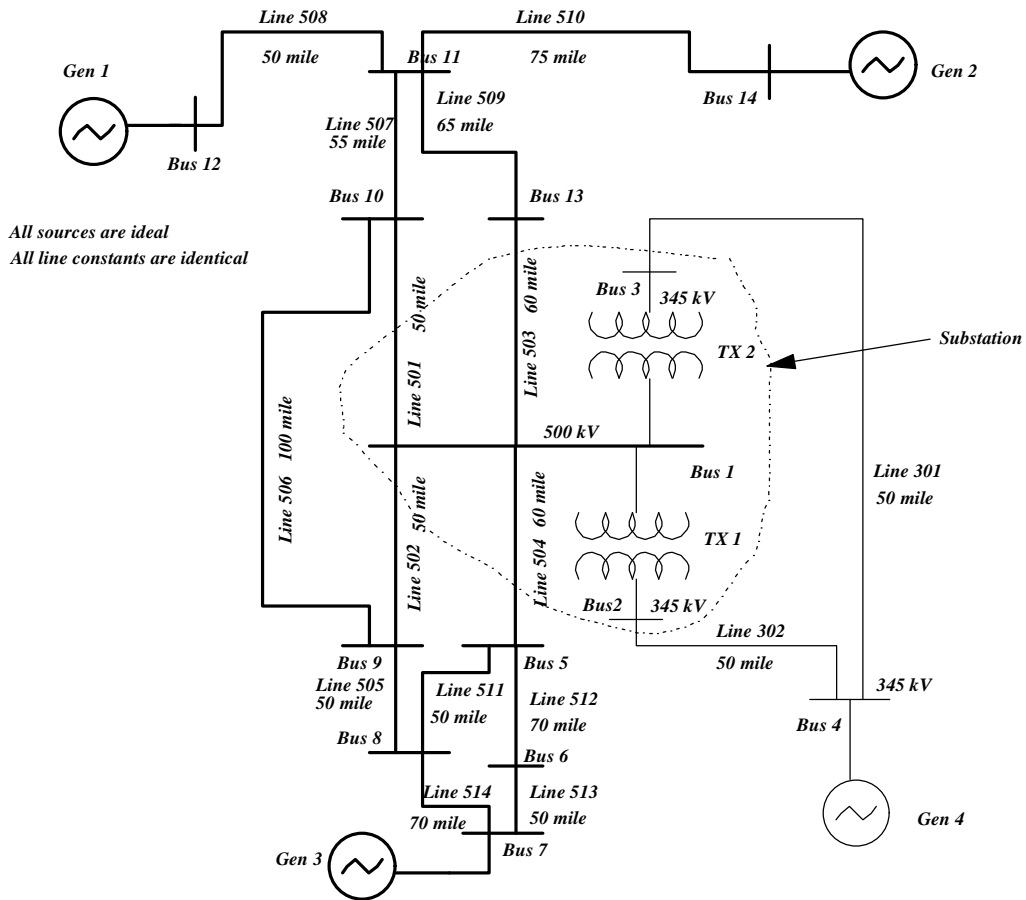 Line 508
50 mile
Line 510
75 mile
Gen 1
Bus 11
Gen 2
Bus 14
Line 509
65 mile
Line 507
55 mile
Bus 12
Bus 10
Bus 13
All sources are ideal
All line constants are identical
50 mile
Line 501
Line 503 60 mile
Bus 3
345 kV
TX 2
Substation
500 kV
Bus 1
Line 506 100 mile
Line 502 50 mile
Line 504 60 mile
TX 1
Line 301
50 mile
Bus2
345 kV
Line 302
50 mile
Bus 9
Line 505
50 mile
Bus 5
Line 511
50 mile
Line 512
70 mile
345 kV
Bus 4
Bus 8
Bus 6
Line 514
70 mile
Line 513
50 mile
Bus 7
Gen 3
Gen 4